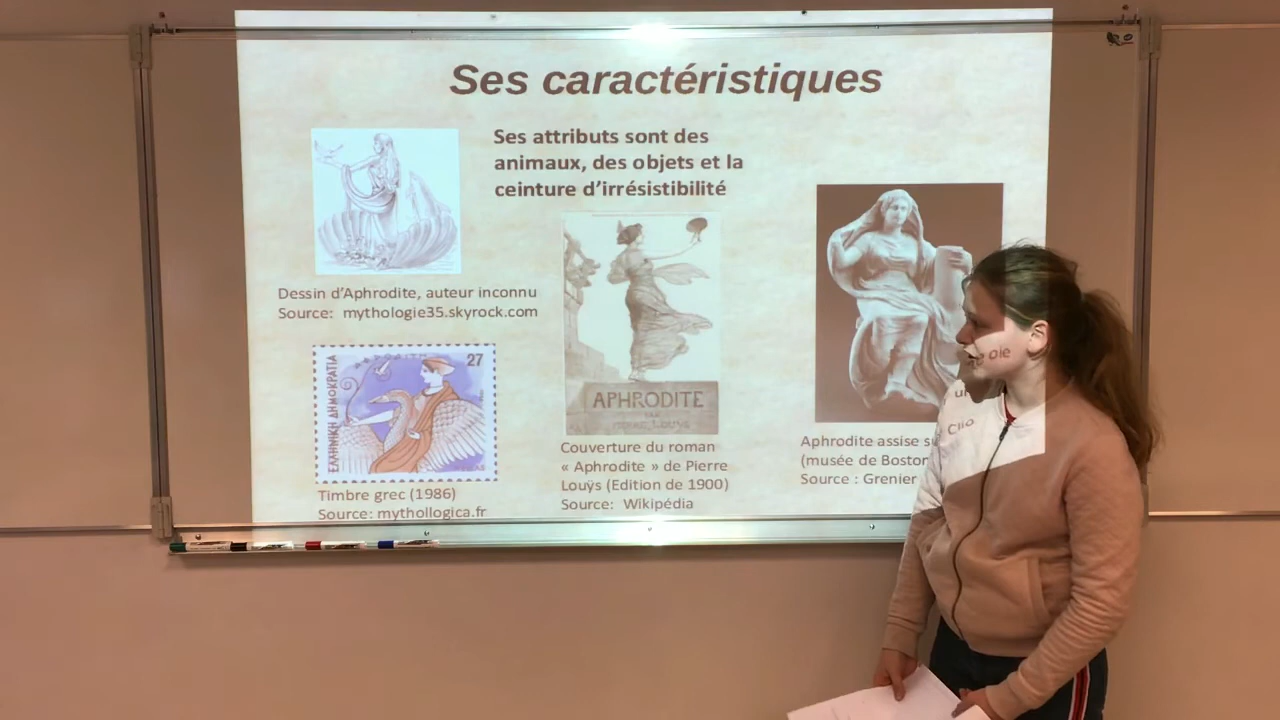 Ses caractéristiques
Ses attributs sont des
animaux, des objets et la
ceinture d'irrésistibilité
Dessin d'Aphrodite, auteur inconnu
Source: mythologie35.skyrock.com
27
ΕΛΛΗΝΙΚΗ ΔΗΜΟΚΡΑΤΙΑ
Timbre grec (1986)
Source: mythollogica.fr
APHRODITE
Couverture du roman
« Aphrodite » de Pierre
Louÿs (Edition de 1900)
Source: Wikipédia
Aphrodite assise
(musée de Boston
Source : Grenier
Clio